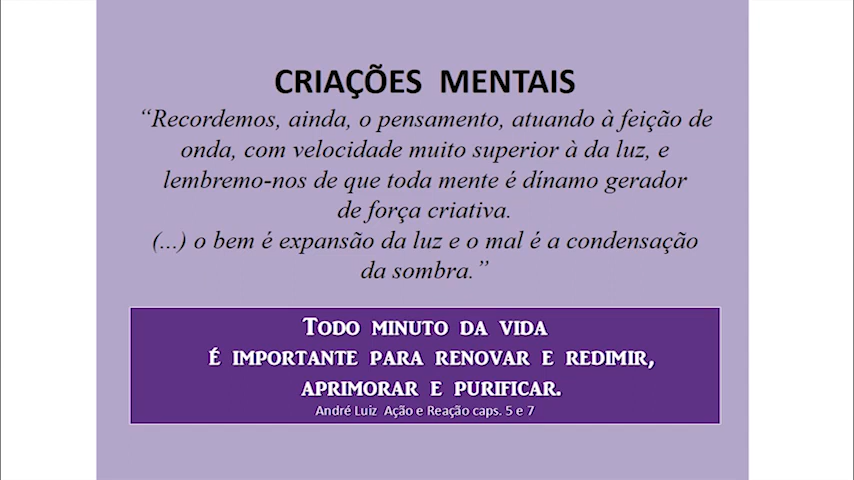 CRIAÇÕES MENTAIS
“Recordemos, ainda, o pensamento, atuando à feição de
onda, com velocidade muito superior à da luz, e
lembremo-nos de que toda mente é dínamo gerador
de força criativa.
(...) o bem é expansão da luz e o mal é a condensação
da sombra.”
TODO MINUTO DA VIDA
É IMPORTANTE PARA RENOVAR E REDIMIR,
APRIMORAR E PURIFICAR.
André Luiz Ação e Reação caps. 5 e 7